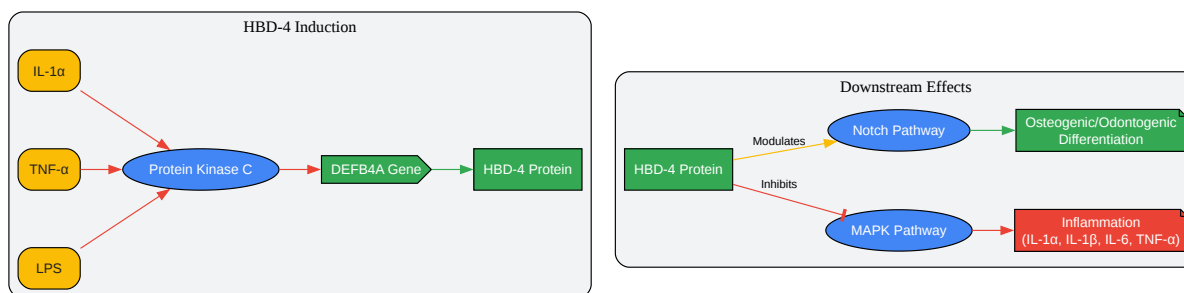 HBD-4 Induction
IL-1α
TNF-α
LPS
Protein Kinase C
DEFB4A Gene
HBD-4 Protein
Downstream Effects
HBD-4 Protein
Modulates
Inhibits
Notch Pathway
MAPK Pathway
Osteogenic/Odontogenic
Differentiation
Inflammation
(IL-1α, IL-1β, IL-6, TNF-α)